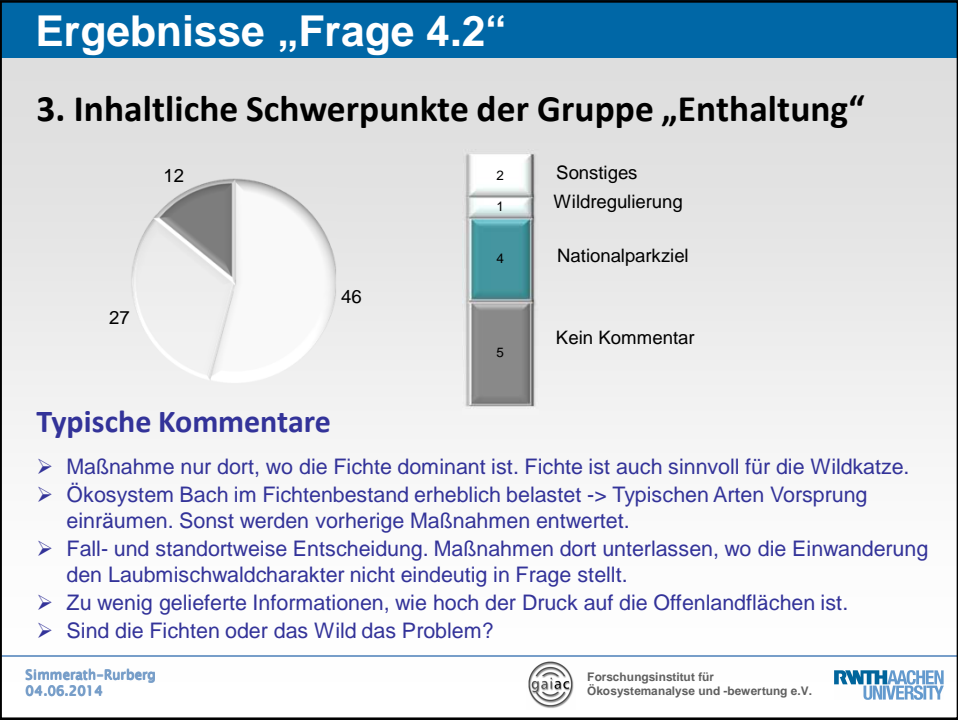 Ergebnisse „Frage 4.2“
3. Inhaltliche Schwerpunkte der Gruppe „Enthaltung“
12
46
27
2
Sonstiges
1
Wildregulierung
4
Nationalparkziel
5
Kein Kommentar
Typische Kommentare
➢ Maßnahme nur dort, wo die Fichte dominant ist. Fichte ist auch sinnvoll für die Wildkatze.
➢ Ökosystem Bach im Fichtenbestand erheblich belastet -> Typischen Arten Vorsprung
einräumen. Sonst werden vorherige Maßnahmen entwertet.
➢ Fall- und standortweise Entscheidung. Maßnahmen dort unterlassen, wo die Einwanderung
den Laubmischwaldcharakter nicht eindeutig in Frage stellt.
➢ Zu wenig gelieferte Informationen, wie hoch der Druck auf die Offenlandflächen ist.
➢ Sind die Fichten oder das Wild das Problem?
Simmerath-Rurberg
04.06.2014
gaiac
Forschungsinstitut für
Ökosystemanalyse und -bewertung e.V.
RWTHAACHEN
UNIVERSITY